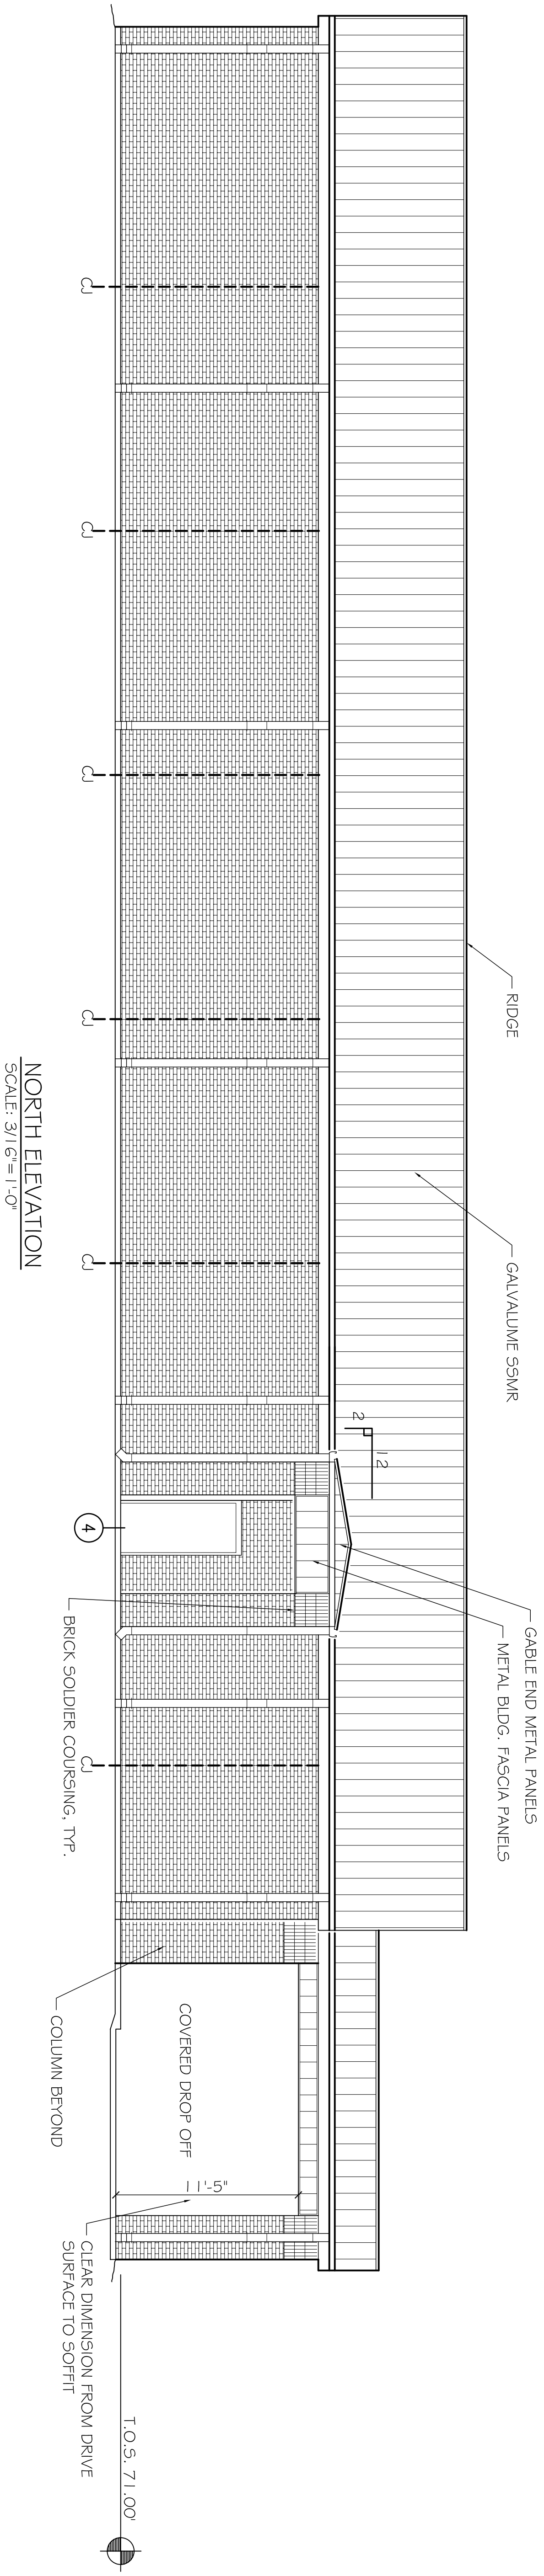 RIDGE
GALVALUME SSMR
GABLE END METAL PANELS
METAL BLDG. FASCIA PANELS
2
12
CJ
CJ
CJ
CJ
CJ
4
BRICK SOLDIER COURSING, TYP.
CJ
COLUMN BEYOND
COVERED DROP OFF
11'-5"
CLEAR DIMENSION FROM DRIVE
SURFACE TO SOFFIT
T.O.S. 71.00'
NORTH ELEVATION
SCALE: 3/16"=1'-0"